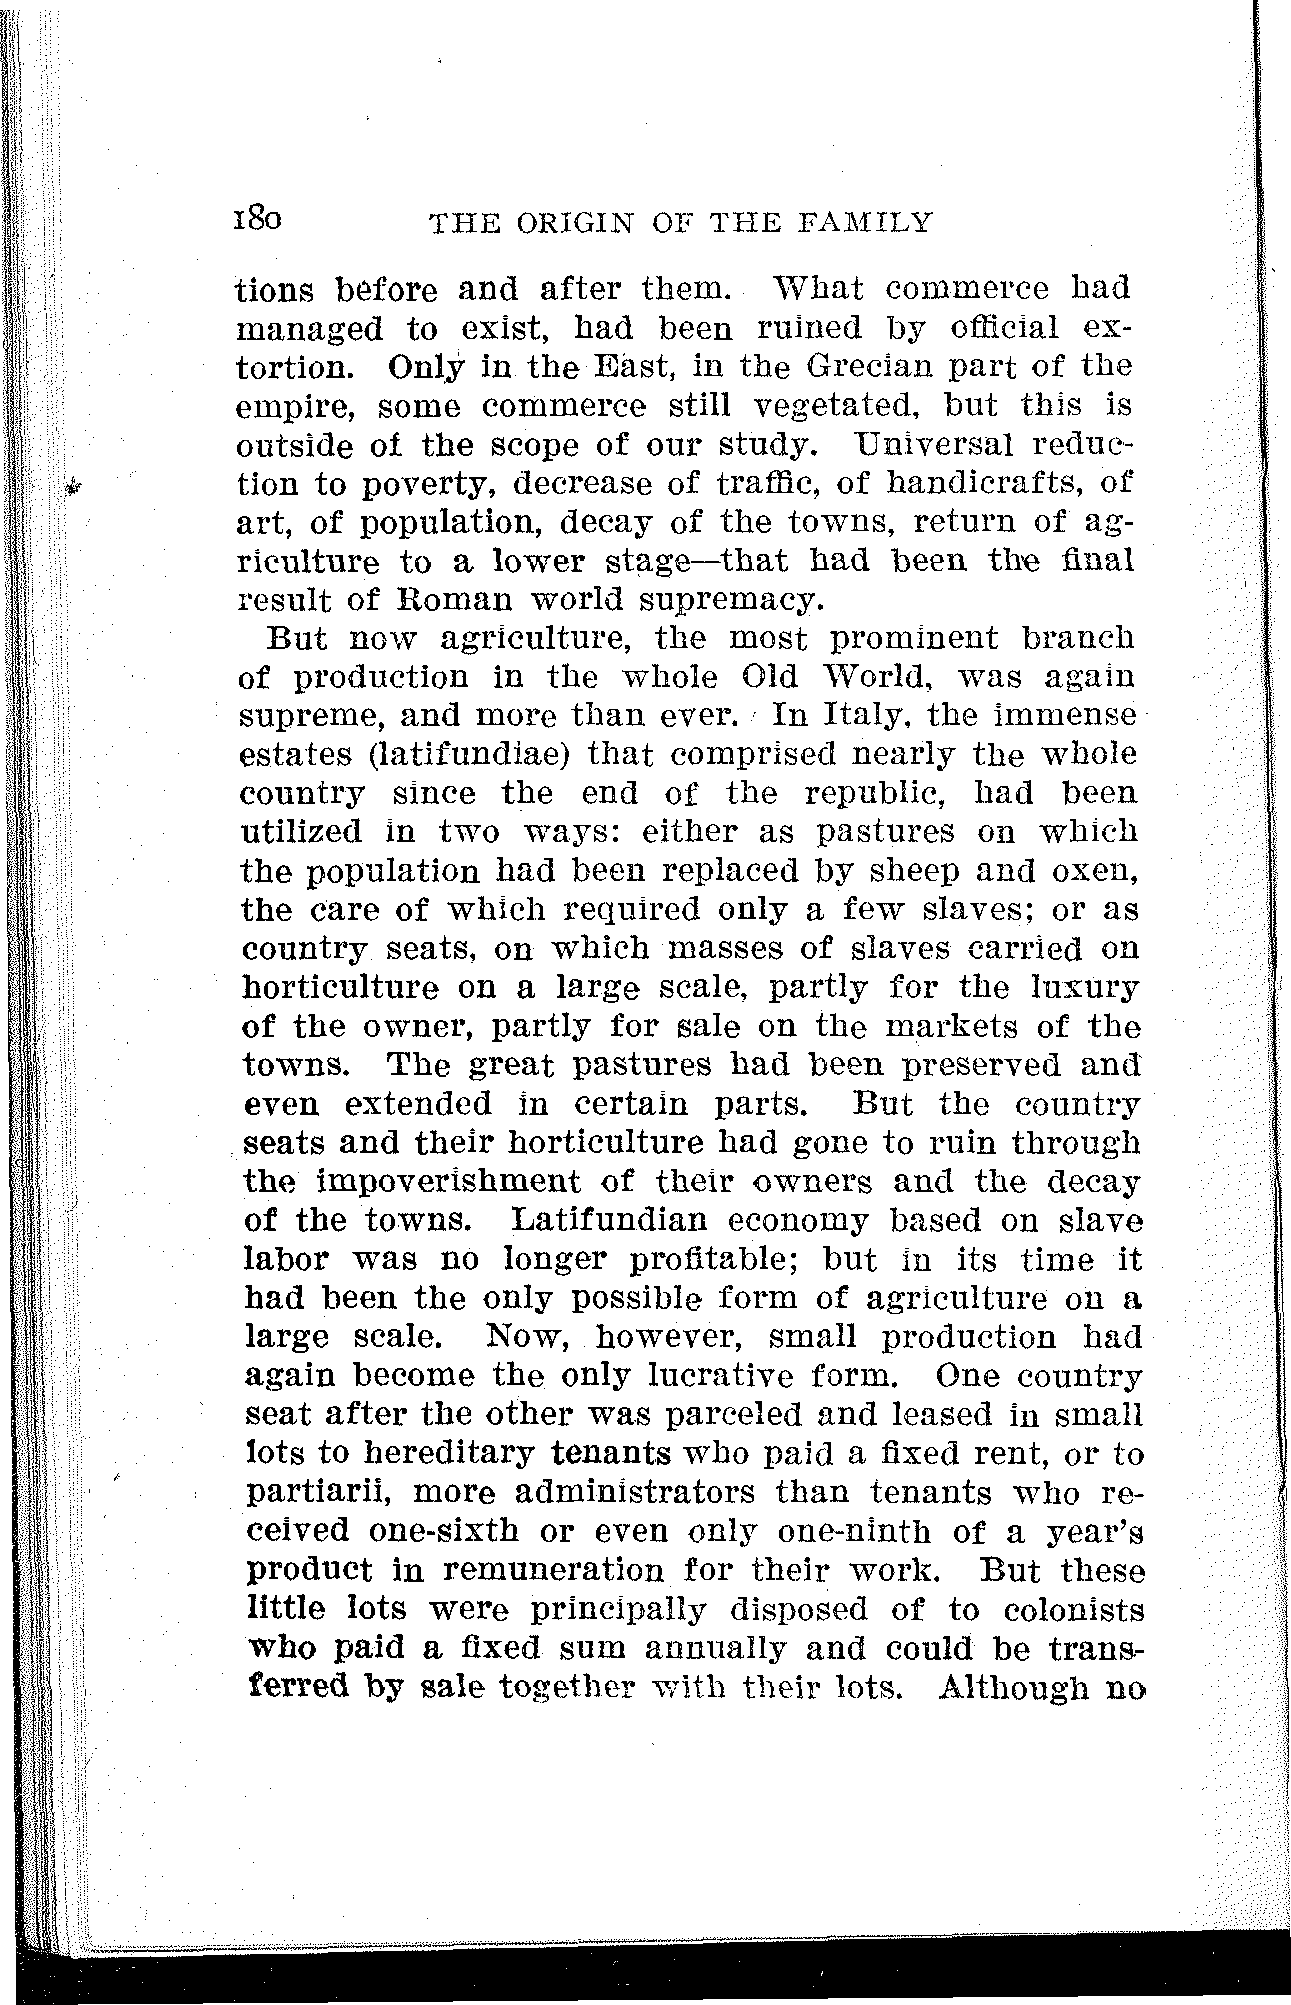 180 THE ORIGIN OF THE FAMILY
tions before and after them. What commerce had
managed to exist, had been ruined by official ex-
tortion. Only in the East, in the Grecian part of the
empire, some commerce still vegetated, but this is
outside of the scope of our study. Universal reduc-
tion to poverty, decrease of traffic, of handicrafts, of
art, of population, decay of the towns, return of ag-
riculture to a lower stage—that had been the final
result of Roman world supremacy.
But now agriculture, the most prominent branch
of production in the whole Old World, was again
supreme, and more than ever. In Italy, the immense
estates (latifundiae) that comprised nearly the whole
country since the end of the republic, had been
utilized in two ways: either as pastures on which
the population had been replaced by sheep and oxen,
the care of which required only a few slaves; or as
country seats, on which masses of slaves carried on
horticulture on a large scale, partly for the luxury
of the owner, partly for sale on the markets of the
towns. The great pastures had been preserved and
even extended in certain parts. But the country
seats and their horticulture had gone to ruin through
the impoverishment of their owners and the decay
of the towns. Latifundian economy based on slave
labor was no longer profitable; but in its time it
had been the only possible form of agriculture on a
large scale. Now, however, small production had
again become the only lucrative form. One country
seat after the other was parceled and leased in small
lots to hereditary tenants who paid a fixed rent, or to
partiarii, more administrators than tenants who re-
ceived one-sixth or even only one-ninth of a year's
product in remuneration for their work. But these
little lots were principally disposed of to colonists
who paid a fixed sum annually and could be trans-
ferred by sale together with their lots. Although no